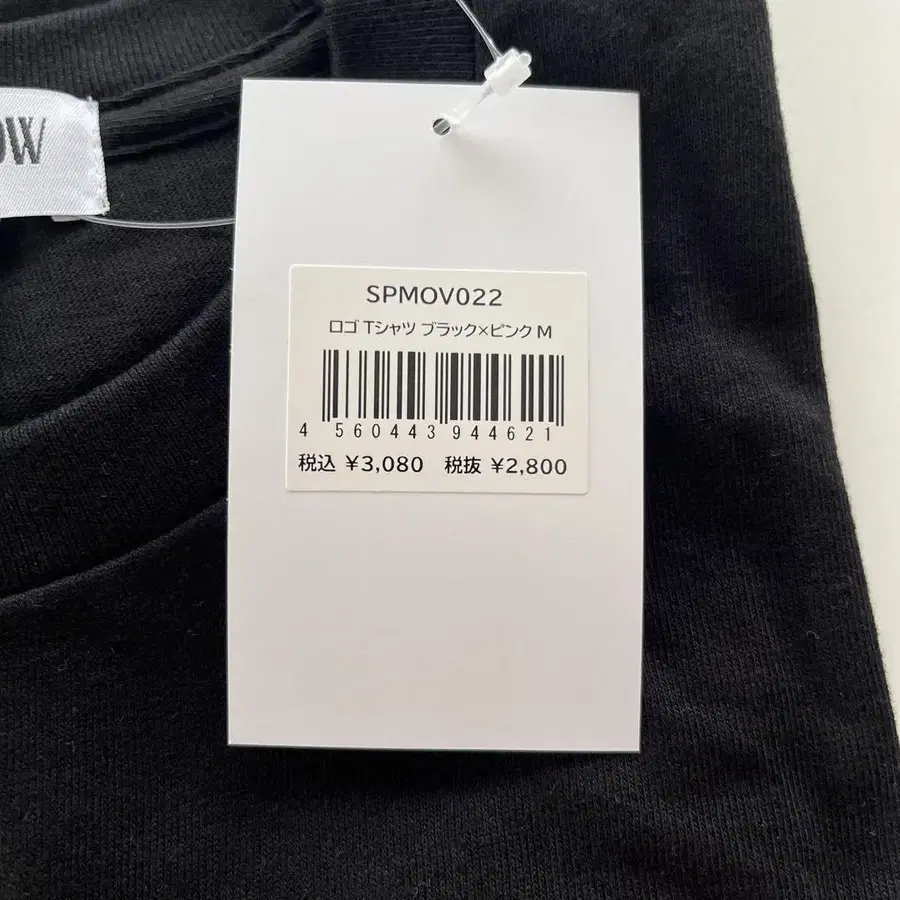 OW
SPMOV022
ロゴ Tシャツ ブラック×ピンク M
4 560443 944621
税込 ¥3,080 税抜 ¥2,800